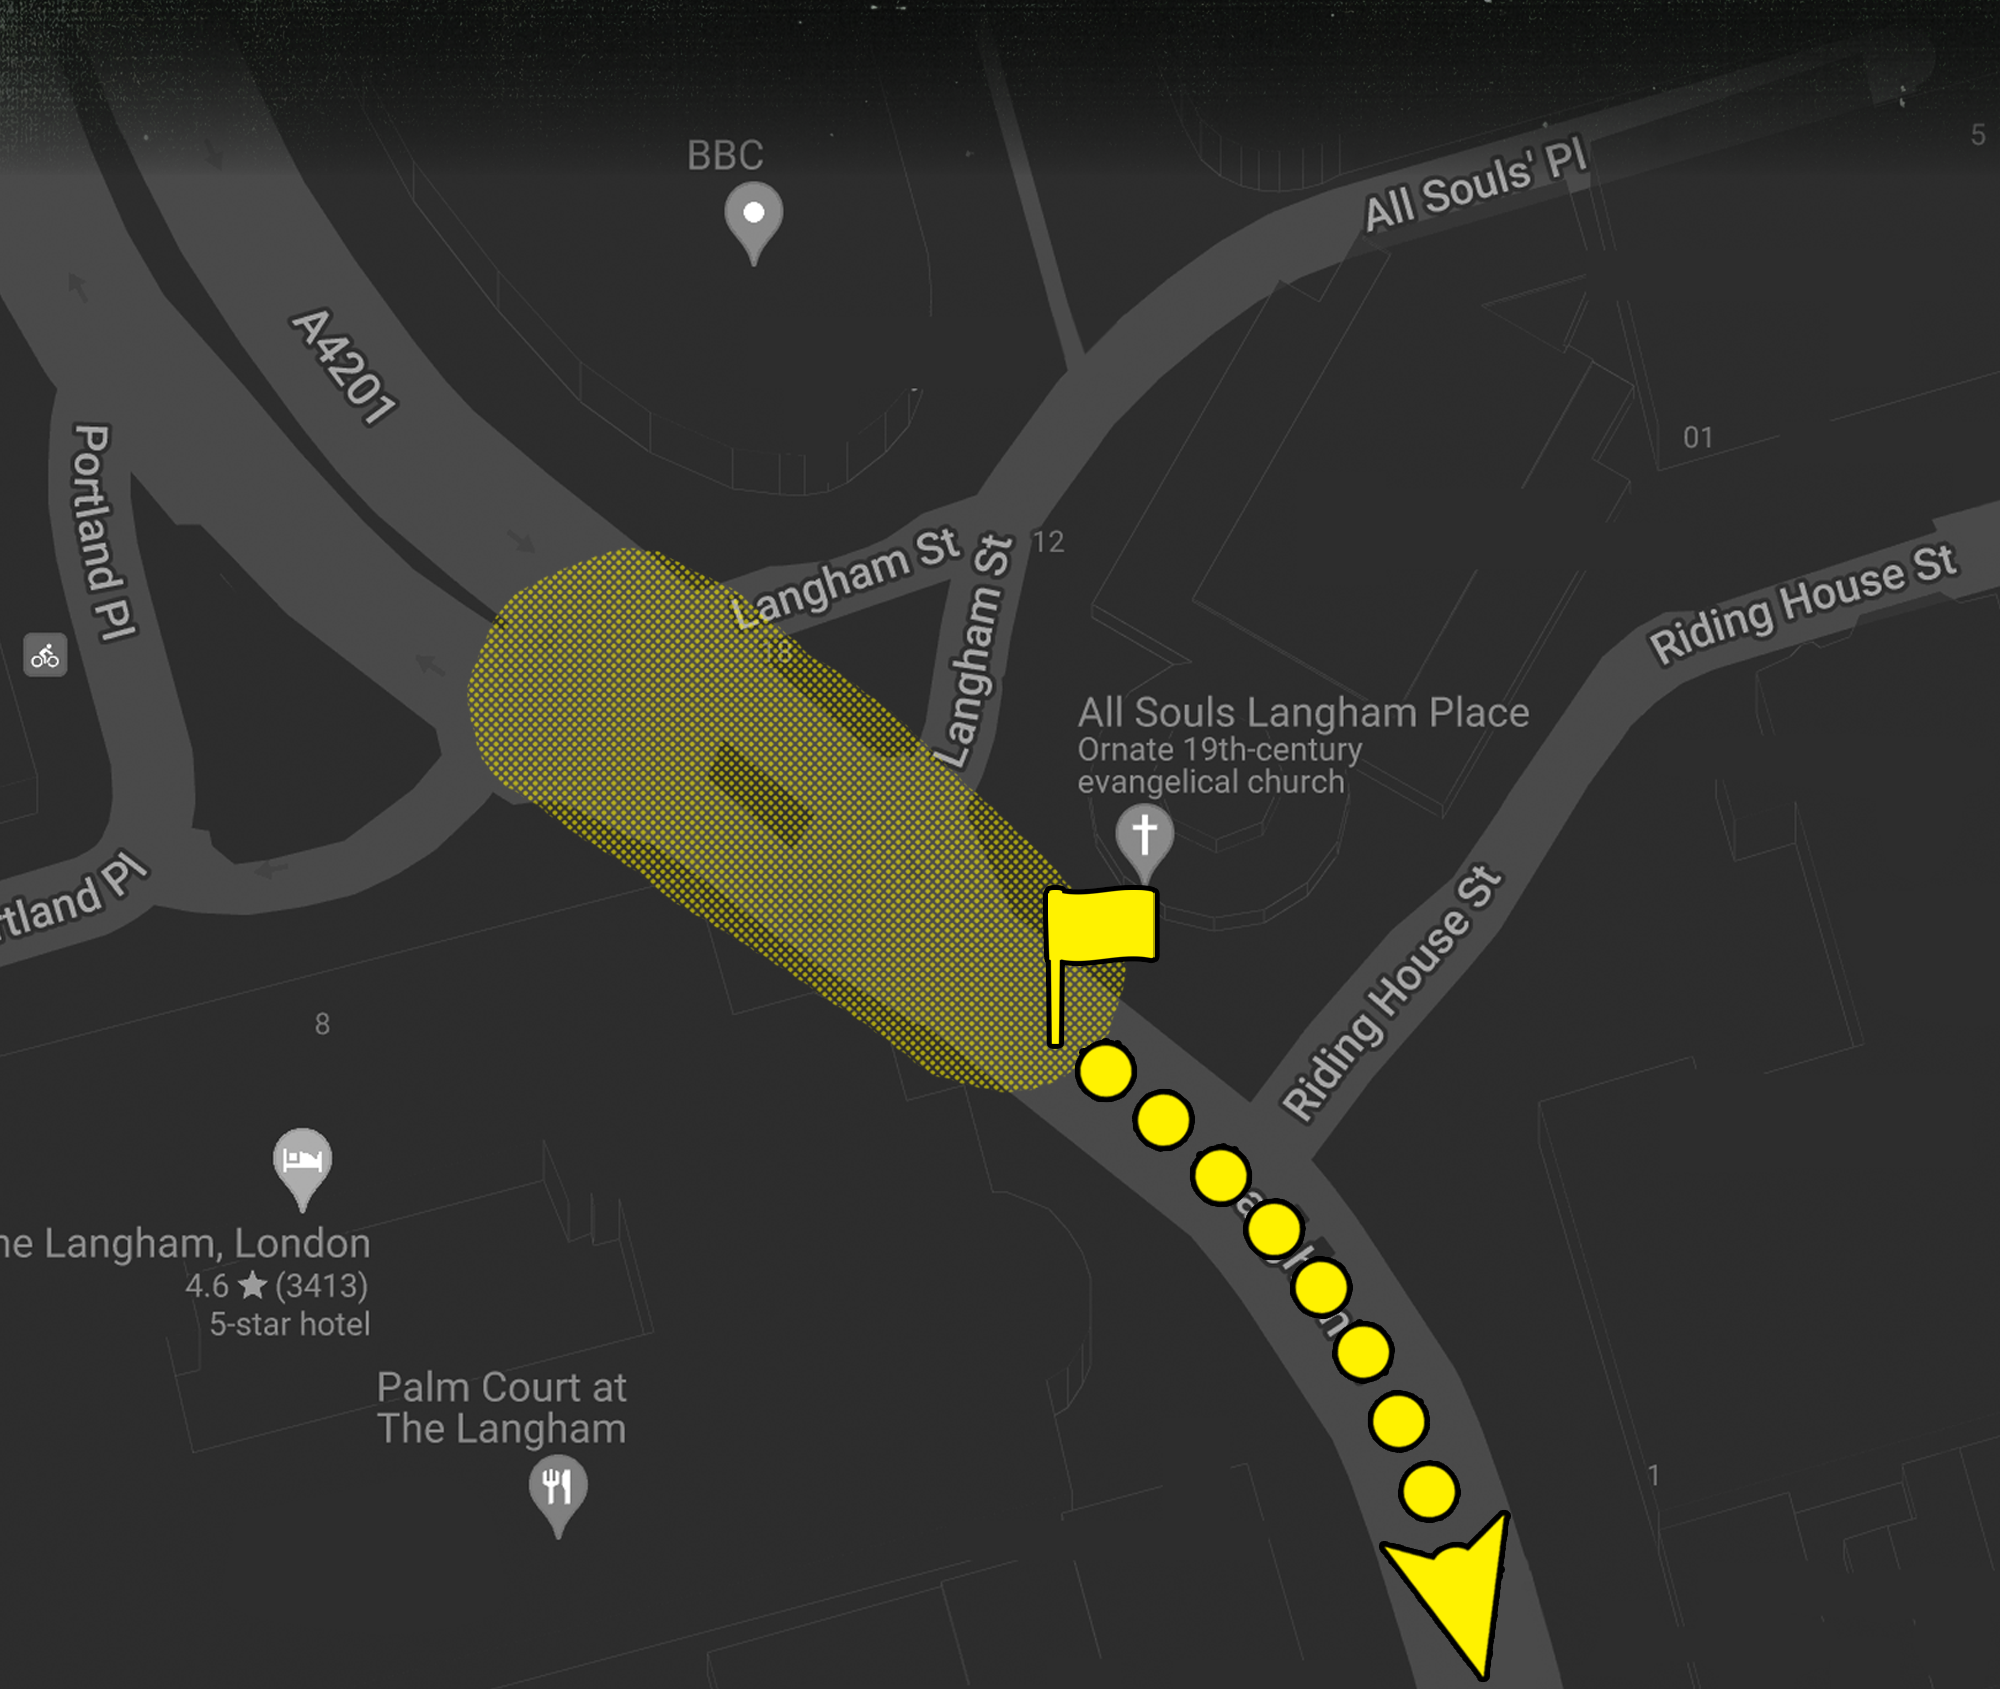 BBC
All Souls' Pl
5
A4201
Portland Pl
01
Langham St
Langham St
12
18
Riding House St
All Souls Langham Place
Ornate 19th-century
evangelical church
rtland Pl
Riding House St
8
he Langham, London
4.6 ★ (3413)
5-star hotel
Palm Court at
The Langham
1